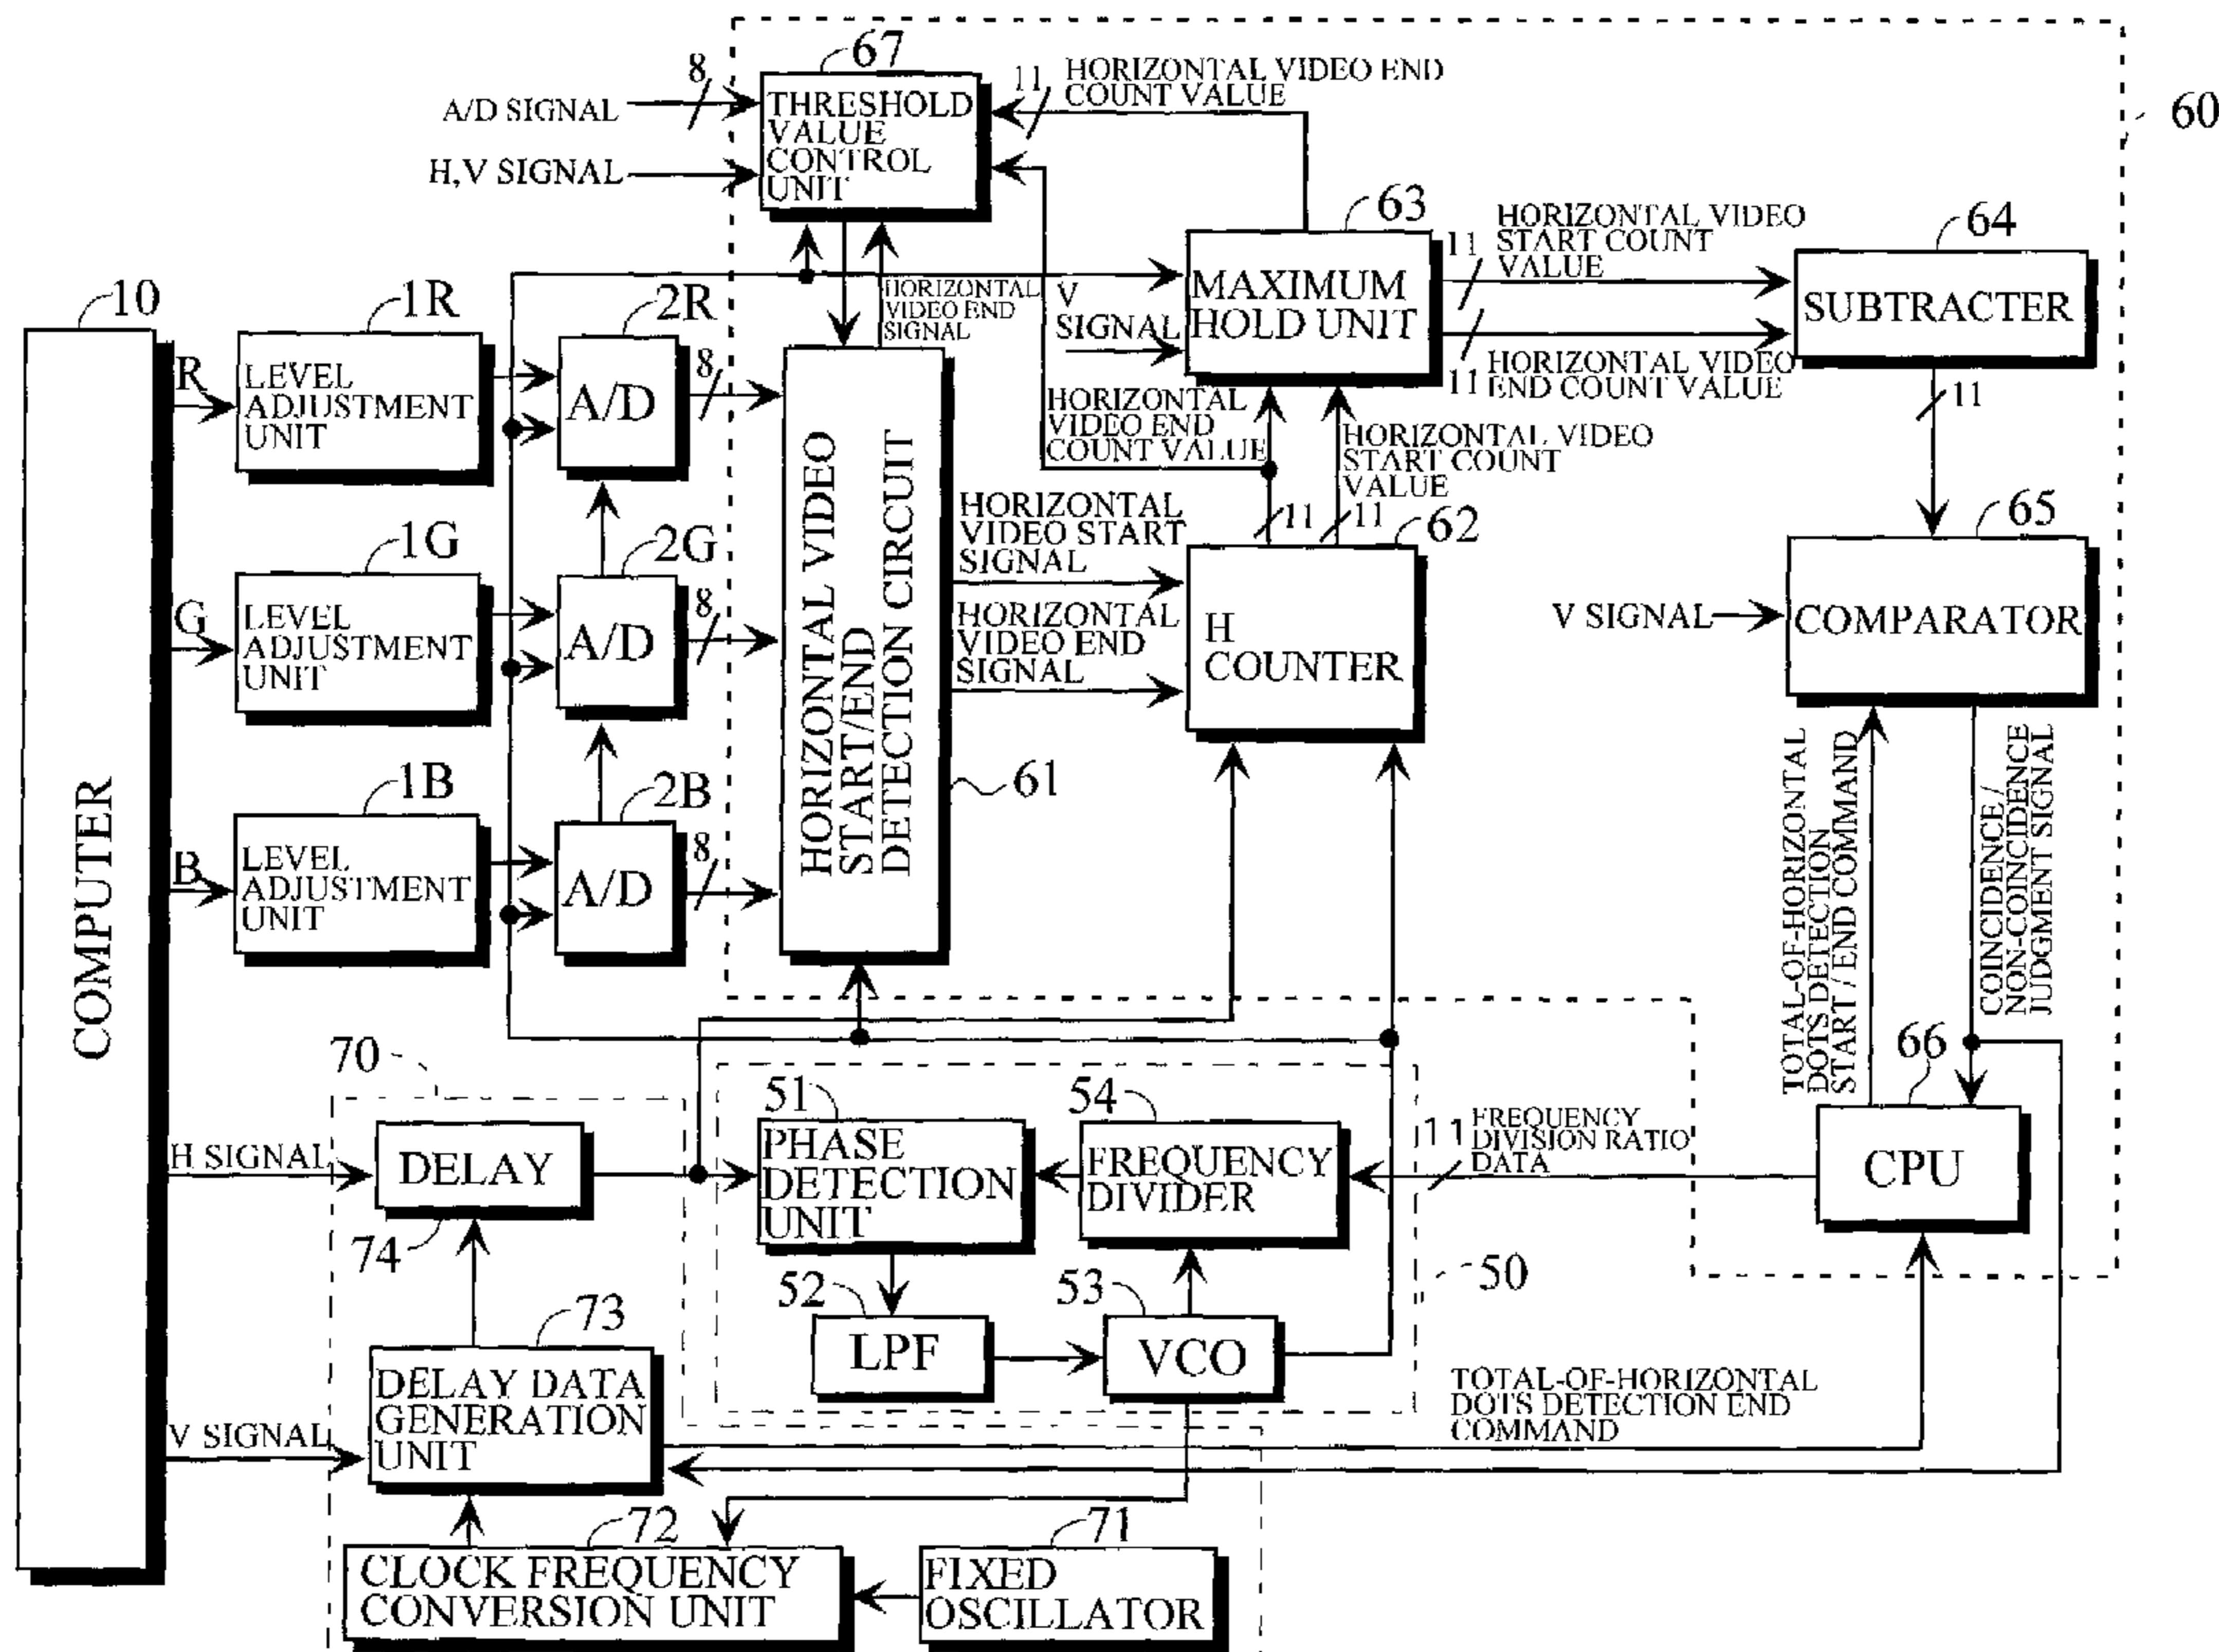 67
8
A/D SIGNAL
H,V SIGNAL
THRESHOLD
VALUE
CONTROL
UNIT
11
HORIZONTAL VIDEO END
COUNT VALUE
60
63
11
HORIZONTAL VIDEO
START COUNT
VALUE
64
MAXIMUM
HOLD UNIT
V
SIGNAL
SUBTRACTER
11
HORIZONTAL VIDEO
END COUNT VALUE
11
HORIZONTAL
VIDEO END
SIGNAL
10
COMPUTER
1R
R
LEVEL
ADJUSTMENT
UNIT
2R
A/D
8
1G
G
LEVEL
ADJUSTMENT
UNIT
2G
A/D
8
1B
B
LEVEL
ADJUSTMENT
UNIT
2B
A/D
8
HORIZONTAL VIDEO
START/END
DETECTION CIRCUIT
61
HORIZONTAL
VIDEO END
COUNT VALUE
HORIZONTAL VIDEO
START COUNT
VALUE
11
11
62
HORIZONTAL
VIDEO START
SIGNAL
HORIZONTAL
VIDEO END
SIGNAL
H
COUNTER
65
V SIGNAL
COMPARATOR
TOTAL-OF-HORIZONTAL
DOTS DETECTION
START/END COMMAND
COINCIDENCE/
NON-COINCIDENCE
JUDGMENT SIGNAL
66
CPU
70
H SIGNAL
DELAY
74
51
PHASE
DETECTION
UNIT
54
FREQUENCY
DIVIDER
11
FREQUENCY
DIVISION RATIO
DATA
52
LPF
53
VCO
50
73
V SIGNAL
DELAY DATA
GENERATION
UNIT
TOTAL-OF-HORIZONTAL
DOTS DETECTION END
COMMAND
72
CLOCK FREQUENCY
CONVERSION UNIT
71
FIXED
OSCILLATOR